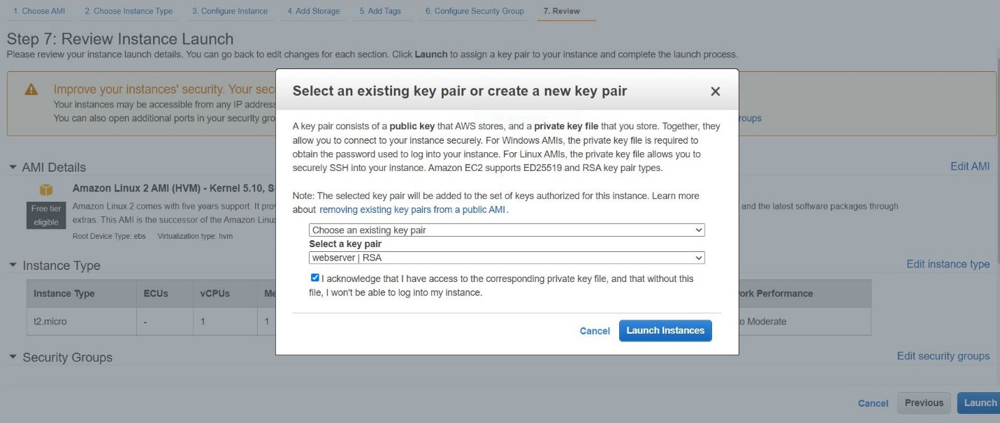 1. Choose AMI 2. Choose Instance Type 3. Configure Instance 4. Add Storage 5. Add Tags 6. Configure Security Group 7. Review
Step 7: Review Instance Launch
Please review your instance launch details. You can go back to edit changes for each section. Click Launch to assign a key pair to your instance and complete the launch process.
Improve your instances' security. Your sec
Your instances may be accessible from any IP address
You can also open additional ports in your security gro
roups
Select an existing key pair or create a new key pair
A key pair consists of a public key that AWS stores, and a private key file that you store. Together, they
allow you to connect to your instance securely. For Windows AMIs, the private key file is required to
obtain the password used to log into your instance. For Linux AMIs, the private key file allows you to
securely SSH into your instance. Amazon EC2 supports ED25519 and RSA key pair types.
Note: The selected key pair will be added to the set of keys authorized for this instance. Learn more
about removing existing key pairs from a public AMI.
Choose an existing key pair
Select a key pair
webserver | RSA
I acknowledge that I have access to the corresponding private key file, and that without this
file, I won't be able to log into my instance.
Cancel Launch Instances
AMI Details Edit AMI
Amazon Linux 2 AMI (HVM) - Kernel 5.10, S
Free tier
eligible
Amazon Linux 2 comes with five years support. It pro
and the latest software packages through
extras. This AMI is the successor of the Amazon Linu
Root Device Type: ebs Virtualization type: hvm
Instance Type Edit instance type
Instance Type ECUs vCPUs Me ork Performance
t2.micro - 1 1 o Moderate
Security Groups Edit security groups
Cancel Previous Launch